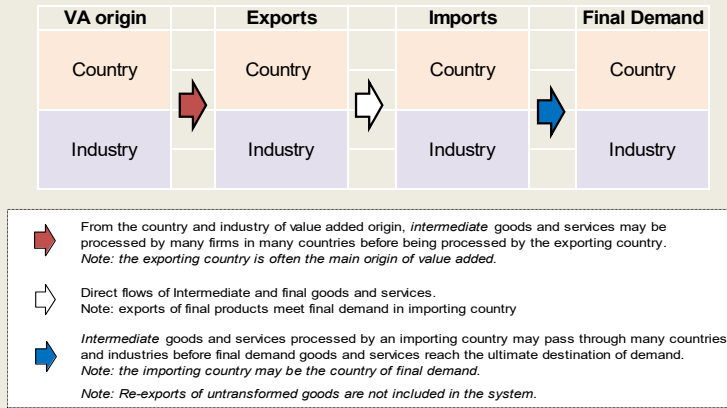 VA origin Exports Imports Final Demand
Country Country Country Country
Industry Industry Industry Industry
From the country and industry of value added origin, intermediate goods and services may be
processed by many firms in many countries before being processed by the exporting country.
Note: the exporting country is often the main origin of value added.
Direct flows of Intermediate and final goods and services.
Note: exports of final products meet final demand in importing country
Intermediate goods and services processed by an importing country may pass through many countries
and industries before final demand goods and services reach the ultimate destination of demand.
Note: the importing country may be the country of final demand.
Note: Re-exports of untransformed goods are not included in the system.